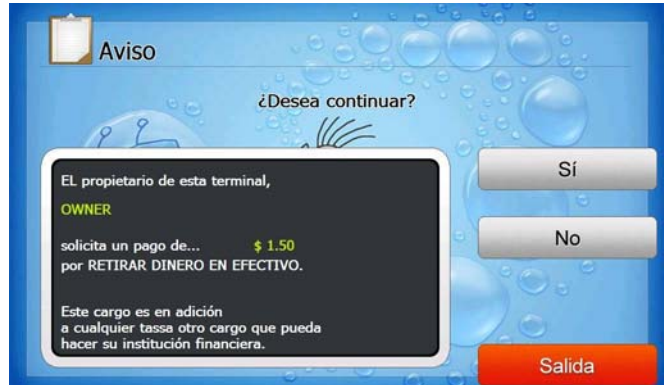 Aviso
¿Desea continuar?
EL propietario de esta terminal,
OWNER
solicita un pago de... $ 1.50
por RETIRAR DINERO EN EFECTIVO.
Este cargo es en adición
a cualquier tassa otro cargo que pueda
hacer su institución financiera.
Sí
No
Salida